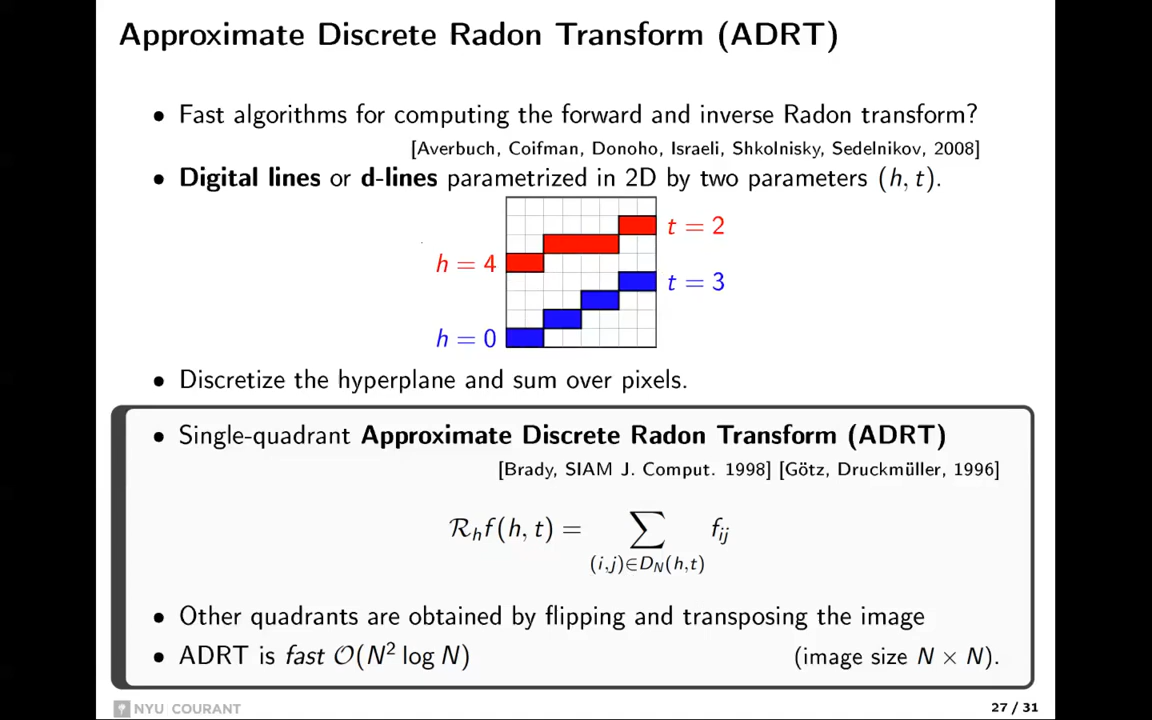 Approximate Discrete Radon Transform (ADRT)
• Fast algorithms for computing the forward and inverse Radon transform?
[Averbuch, Coifman, Donoho, Israeli, Shkolnisky, Sedelnikov, 2008]
• Digital lines or d-lines parametrized in 2D by two parameters (h, t).
t = 2
h = 4
t = 3
h = 0
• Discretize the hyperplane and sum over pixels.
• Single-quadrant Approximate Discrete Radon Transform (ADRT)
[Brady, SIAM J. Comput. 1998] [Götz, Druckmüller, 1996]
R_h f(h, t) = ∑_{(i,j)∈D_N(h,t)} f_{ij}
• Other quadrants are obtained by flipping and transposing the image
• ADRT is fast O(N² log N) (image size N × N).
NYU COURANT 27 / 31